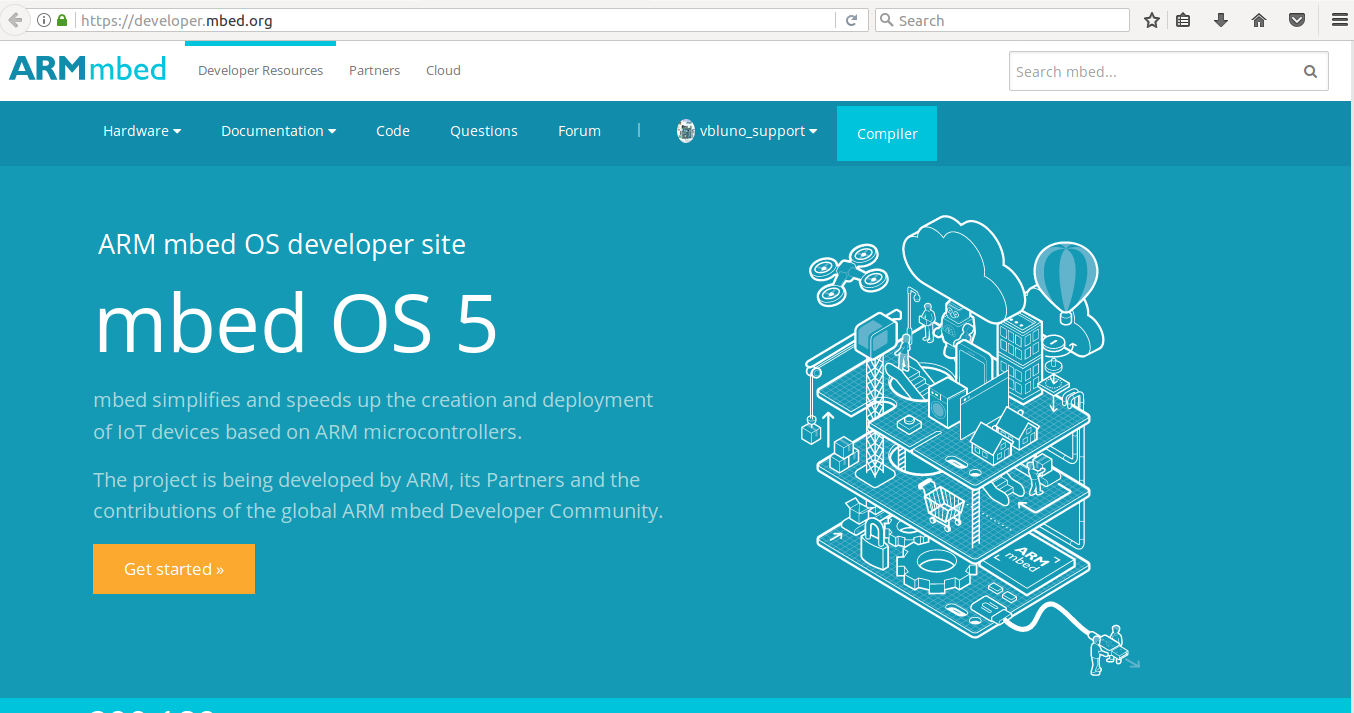 https://developer.mbed.org
Search
ARMmbed
Developer Resources
Partners
Cloud
Search mbed...
Hardware
Documentation
Code
Questions
Forum
|
vbluno_support
Compiler
ARM mbed OS developer site
mbed OS 5
mbed simplifies and speeds up the creation and deployment
of IoT devices based on ARM microcontrollers.
The project is being developed by ARM, its Partners and the
contributions of the global ARM mbed Developer Community.
Get started »
ARM
mbed